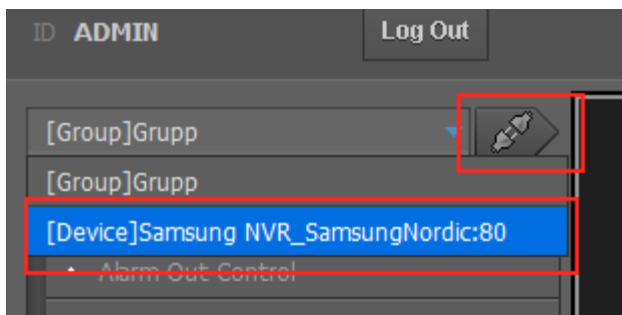 ID ADMIN
Log Out
[Group]Grupp
[Group]Grupp
[Device]Samsung NVR_SamsungNordic:80
Alarm Out Control